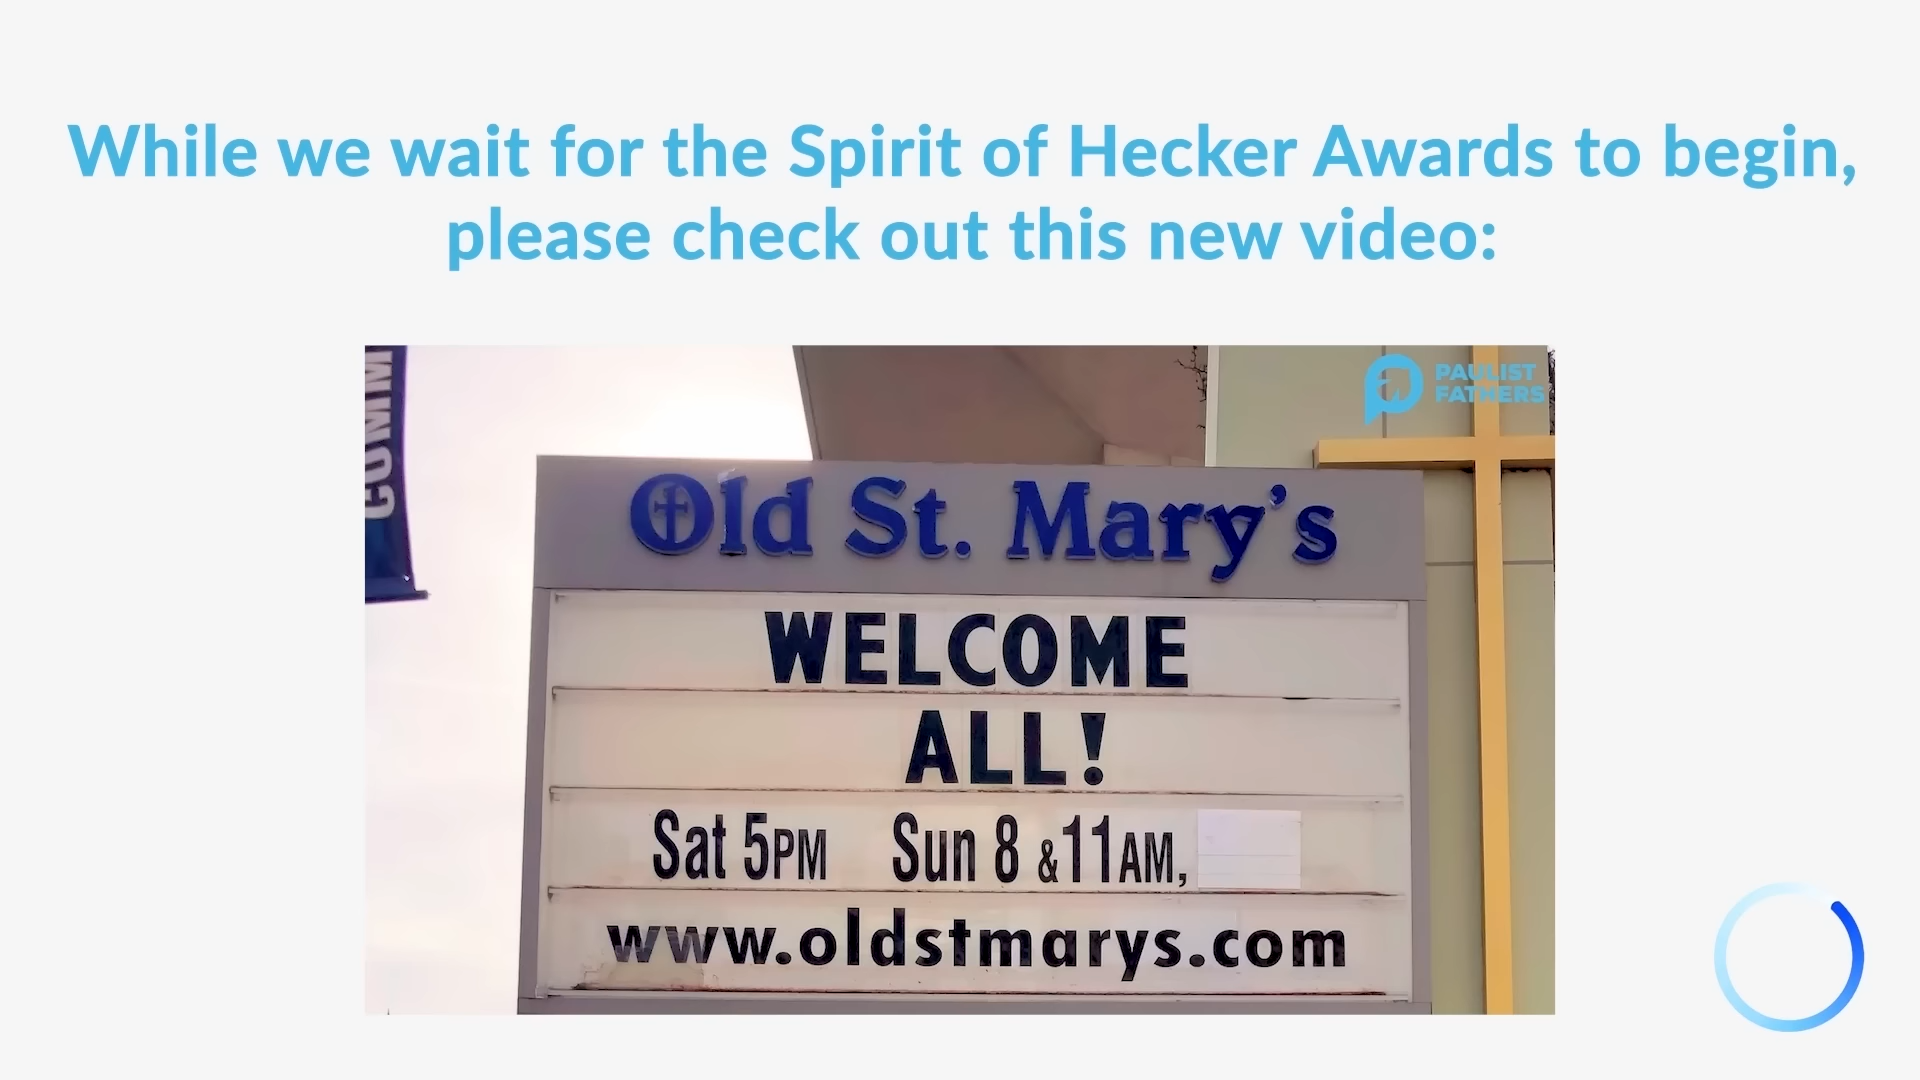 While we wait for the Spirit of Hecker Awards to begin,
please check out this new video:
COMM
PAULIST
FATHERS
Old St. Mary's
WELCOME
ALL!
Sat 5PM Sun 8 & 11AM,
www.oldstmarys.com